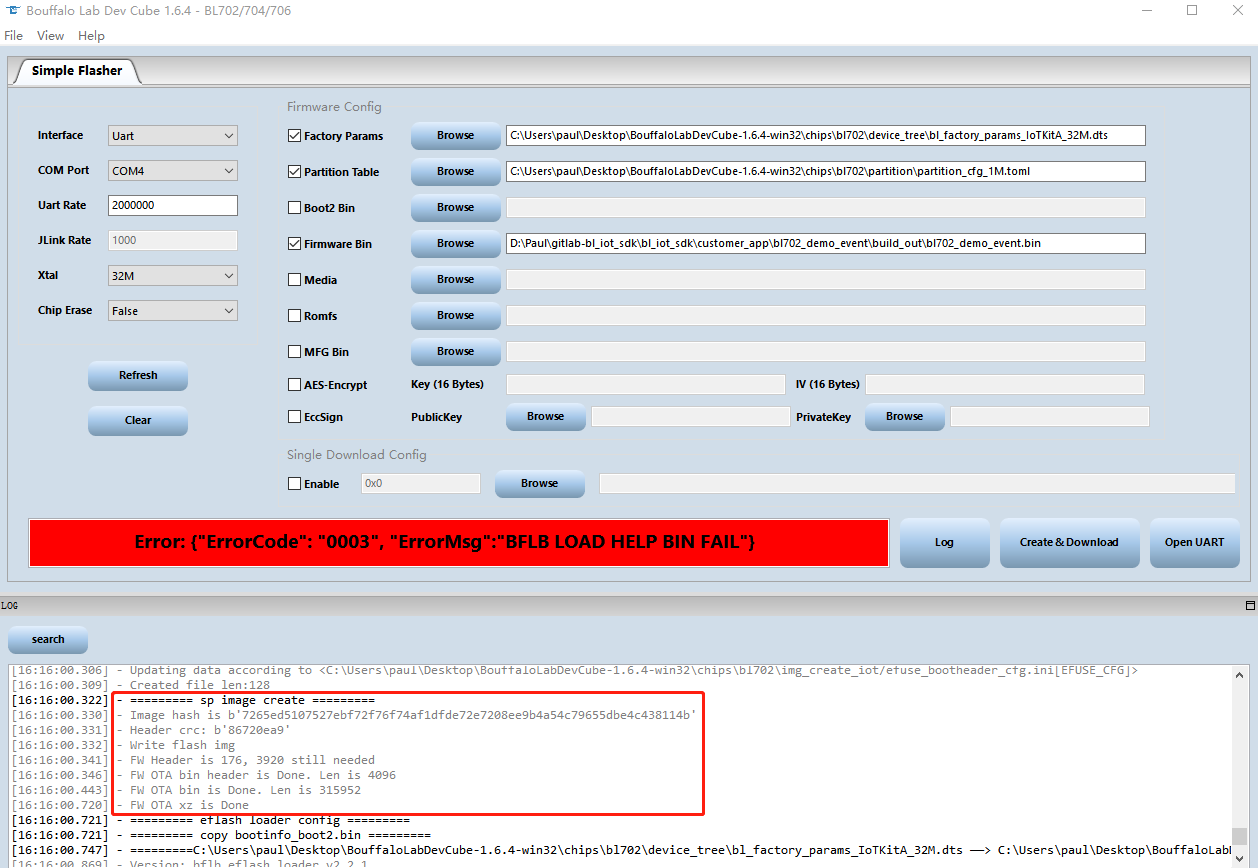 Bouffalo Lab Dev Cube 1.6.4 - BL702/704/706
File View Help
Simple Flasher
Interface Uart
COM Port COM4
Uart Rate 2000000
JLink Rate 1000
Xtal 32M
Chip Erase False
Refresh
Clear
Firmware Config
Factory Params Browse C:\Users\paul\Desktop\BouffaloLabDevCube-1.6.4-win32\chips\bl702\device_tree\bl_factory_params_IoTKitA_32M.dts
Partition Table Browse C:\Users\paul\Desktop\BouffaloLabDevCube-1.6.4-win32\chips\bl702\partition\partition_cfg_1M.toml
Boot2 Bin Browse
Firmware Bin Browse D:\Paul\gitlab-bl_iot_sdk\bl_iot_sdk\customer_app\bl702_demo_event\build_out\bl702_demo_event.bin
Media Browse
Romfs Browse
MFG Bin Browse
AES-Encrypt Key (16 Bytes) IV (16 Bytes)
EccSign PublicKey Browse PrivateKey Browse
Single Download Config
Enable 0x0 Browse
Error: {"ErrorCode": "0003", "ErrorMsg":"BFLB LOAD HELP BIN FAIL"}
Log Create & Download Open UART
LOG
search
[16:16:00.306] - Updating data according to <C:\Users\paul\Desktop\BouffaloLabDevCube-1.6.4-win32\chips\bl702\img_create_iot/efuse_bootheader_cfg.ini[EFUSE_CFG]>
[16:16:00.309] - Created file len:128
[16:16:00.322] - ========= sp image create =========
[16:16:00.330] - Image hash is b'7265ed5107527ebf72f76f74af1dfde72e7208ee9b4a54c79655dbe4c438114b'
[16:16:00.331] - Header crc: b'86720ea9'
[16:16:00.332] - Write flash img
[16:16:00.341] - FW Header is 176, 3920 still needed
[16:16:00.346] - FW OTA bin header is Done. Len is 4096
[16:16:00.443] - FW OTA bin is Done. Len is 315952
[16:16:00.720] - FW OTA xz is Done
[16:16:00.721] - ========= eflash loader config =========
[16:16:00.721] - ========= copy bootinfo_boot2.bin =========
[16:16:00.747] - =========C:\Users\paul\Desktop\BouffaloLabDevCube-1.6.4-win32\chips\bl702\device_tree\bl_factory_params_IoTKitA_32M.dts ——> C:\Users\paul\Desktop\BouffaloLabI
[16:16:00.869] - Version: bflb_eflash_loader_v2.2.1